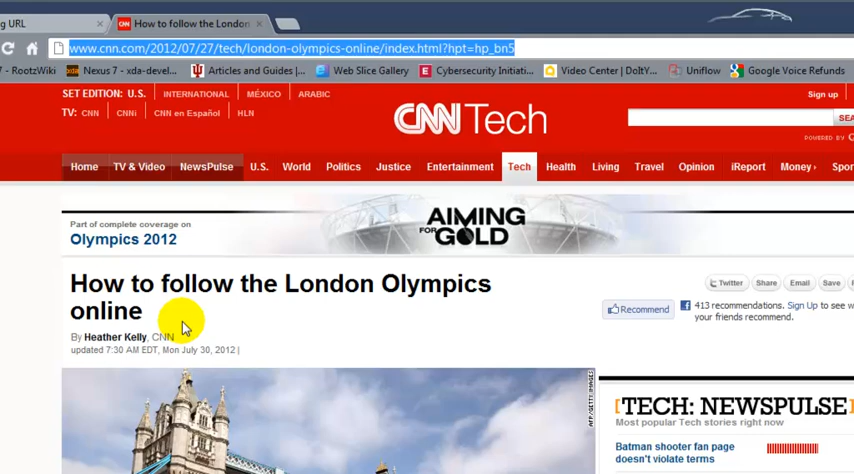 ng URL
CNN How to follow the London
www.cnn.com/2012/07/27/tech/london-olympics-online/index.html?hpt=hp_bn5
- RootzWiki Nexus 7 - xda-devel... Articles and Guides |... Web Slice Gallery Cybersecurity Initiati... Video Center | DoItY... Uniflow Google Voice Refunds
SET EDITION: U.S. INTERNATIONAL MÉXICO ARABIC
Sign up
TV: CNN CNNi CNN en Español HLN
CNN Tech
SEA
POWERED BY
Home TV & Video NewsPulse U.S. World Politics Justice Entertainment Tech Health Living Travel Opinion iReport Money Spor
Part of complete coverage on
Olympics 2012
AIMING
FOR GOLD
How to follow the London Olympics
online
By Heather Kelly, CNN
updated 7:30 AM EDT, Mon July 30, 2012 |
Twitter Share Email Save
Recommend
413 recommendations. Sign Up to see w
your friends recommend.
AFP/GETTY IMAGES
[TECH: NEWSPULSE]
Most popular Tech stories right now
Batman shooter fan page
doesn't violate terms